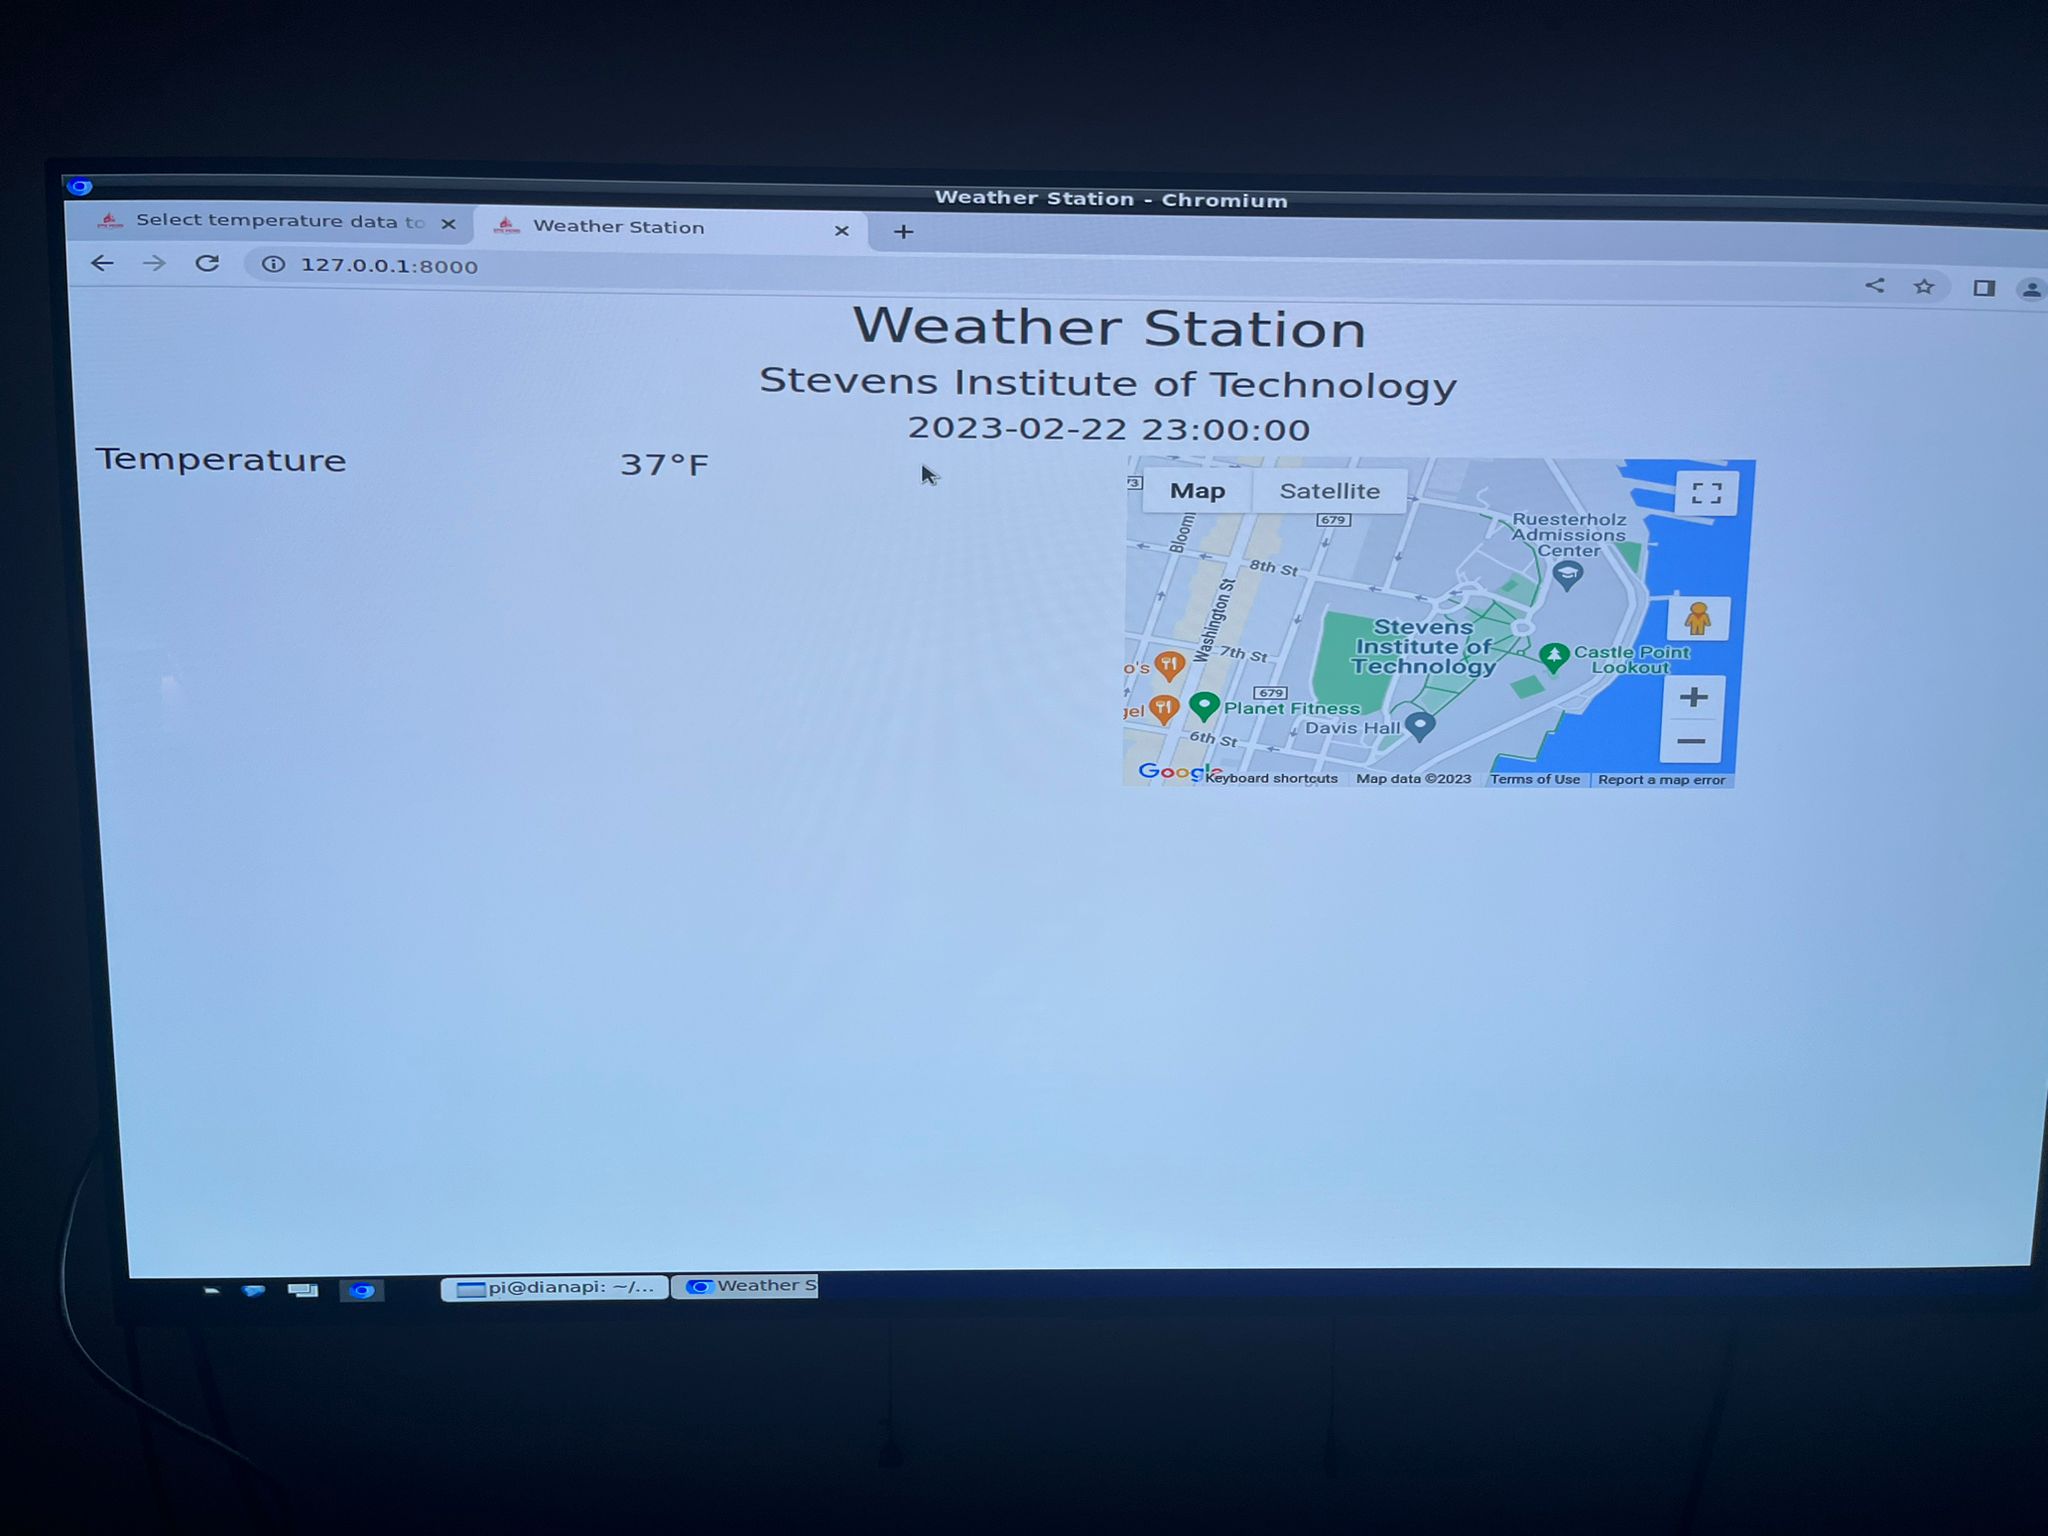 Weather Station - Chromium
Select temperature data to
Weather Station
127.0.0.1:8000
Weather Station
Stevens Institute of Technology
2023-02-22 23:00:00
Temperature 37°F
Map Satellite
679
Ruesterholz
Admissions
Center
8th St
Washington St
Stevens
Institute of
Technology
7th St
Castle Point
Lookout
o's
679
gel
Planet Fitness
Davis Hall
6th St
Google
Keyboard shortcuts Map data ©2023 Terms of Use Report a map error
pi@dianapi: ~/... Weather S